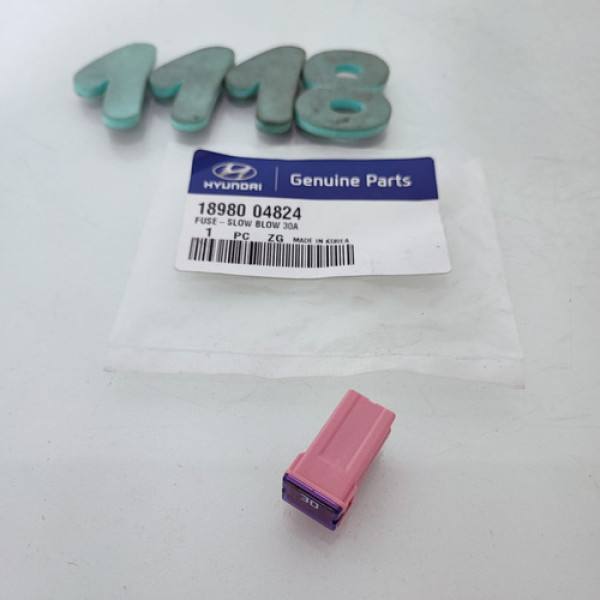 1118
HYUNDAI Genuine Parts
18980 04824
FUSE - SLOW BLOW 30A
1 PC ZG MADE IN KOREA
30